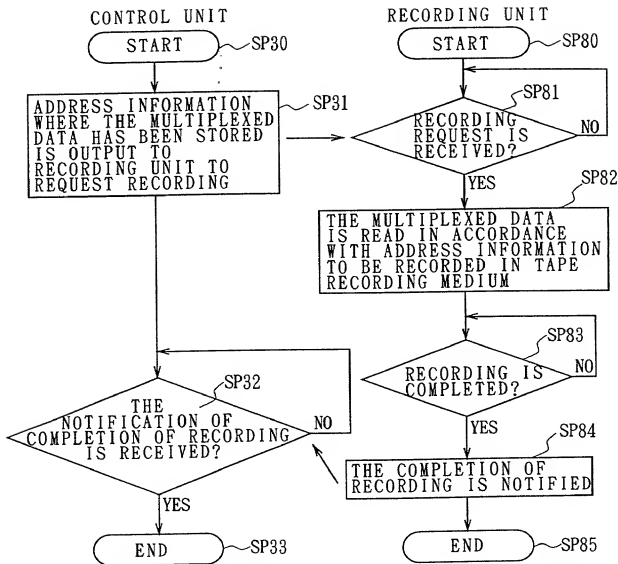 CONTROL UNIT
START
SP30
ADDRESS INFORMATION
WHERE THE MULTIPLEXED
DATA HAS BEEN STORED
IS OUTPUT TO
RECORDING UNIT TO
REQUEST RECORDING
SP31
THE
NOTIFICATION OF
COMPLETION OF RECORDING
IS RECEIVED?
SP32
NO
YES
END
SP33
RECORDING UNIT
START
SP80
RECORDING
REQUEST IS
RECEIVED?
SP81
NO
YES
SP82
THE MULTIPLEXED DATA
IS READ IN ACCORDANCE
WITH ADDRESS INFORMATION
TO BE RECORDED IN TAPE
RECORDING MEDIUM
SP83
RECORDING IS
COMPLETED?
NO
YES
SP84
THE COMPLETION OF
RECORDING IS NOTIFIED
END
SP85